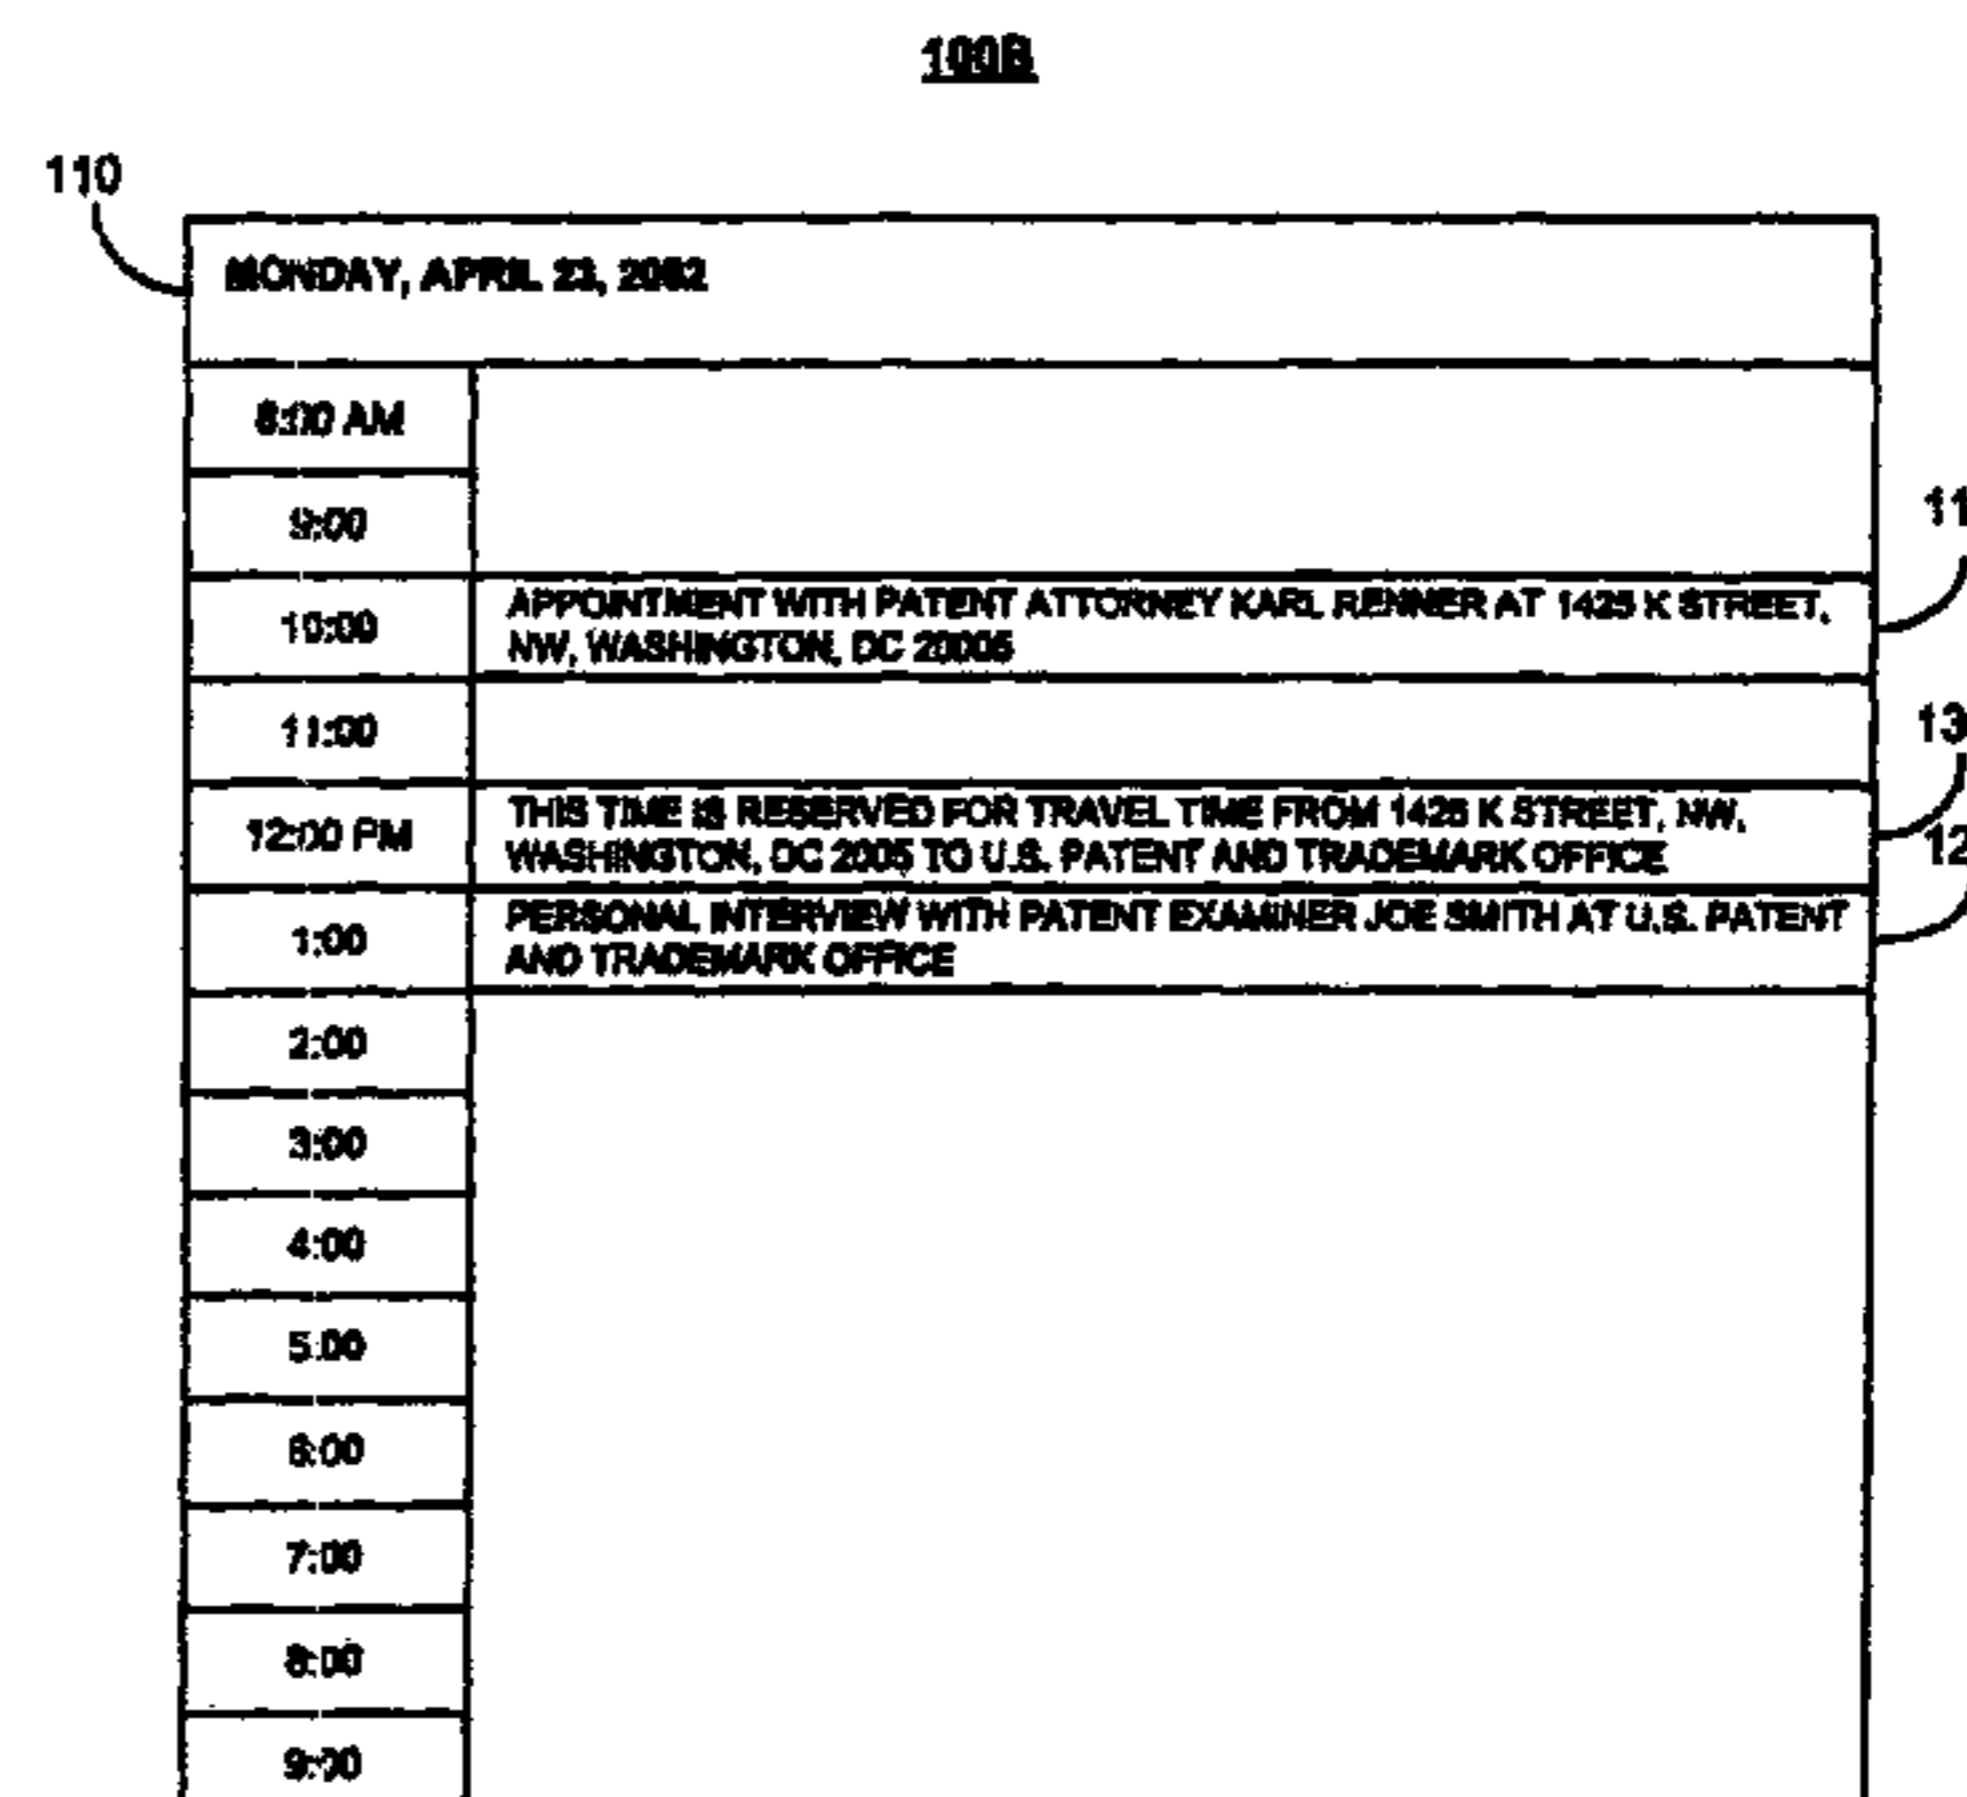 100B
110
MONDAY, APRIL 23, 2002
8:00 AM
9:00
11
10:00
APPOINTMENT WITH PATENT ATTORNEY KARL RENNER AT 1425 K STREET,
NW, WASHINGTON, DC 20005
11:00
13
12:00 PM
THIS TIME IS RESERVED FOR TRAVEL TIME FROM 1425 K STREET, NW,
WASHINGTON, DC 2005 TO U.S. PATENT AND TRADEMARK OFFICE
12
1:00
PERSONAL INTERVIEW WITH PATENT EXAMINER JOE SMITH AT U.S. PATENT
AND TRADEMARK OFFICE
2:00
3:00
4:00
5:00
6:00
7:00
8:00
9:00